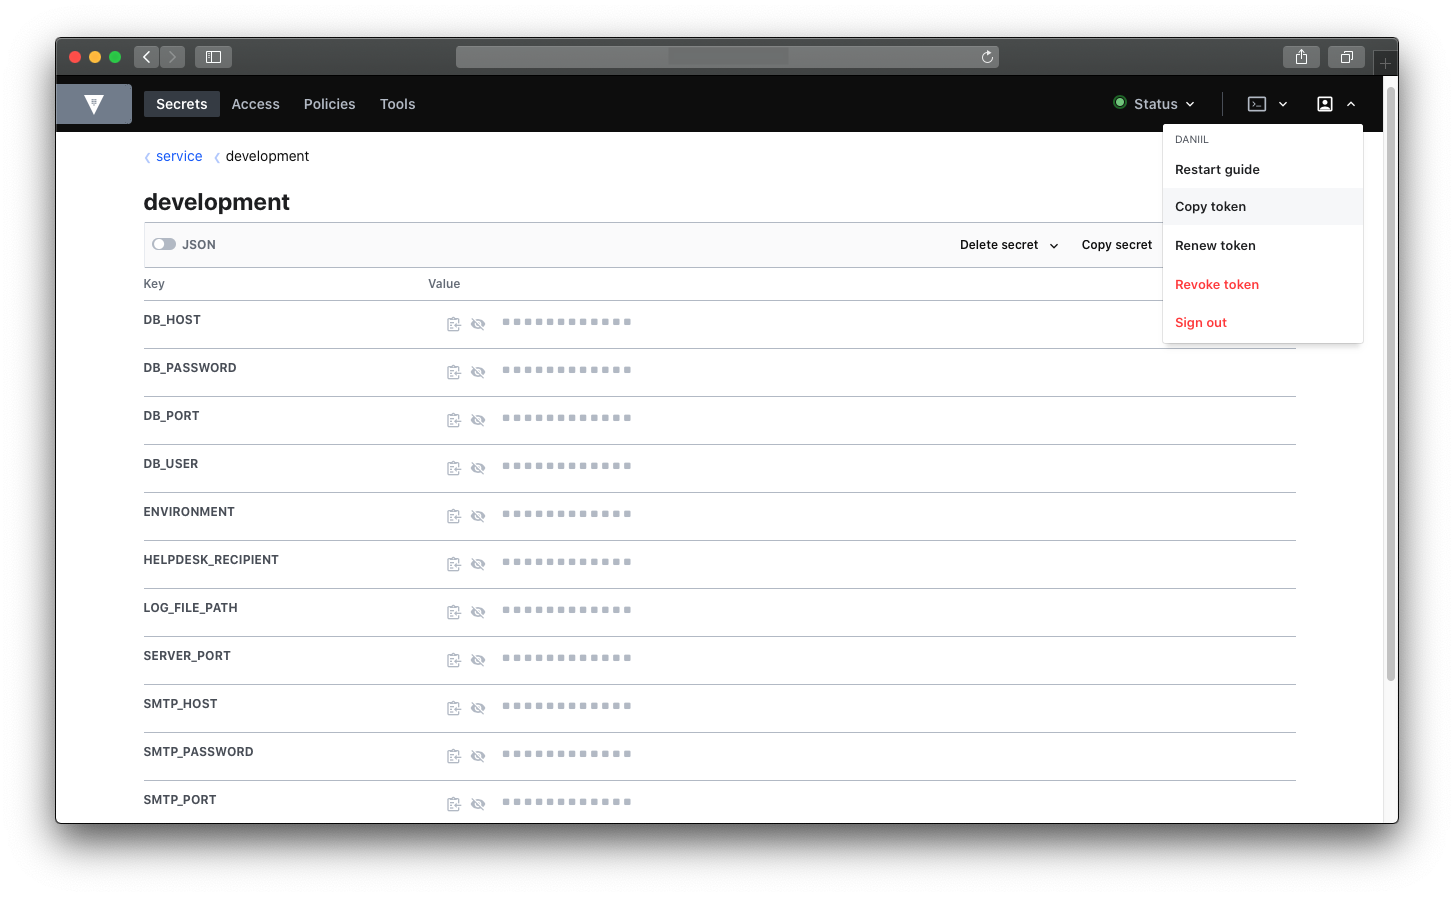 Secrets Access Policies Tools Status
service development
DANIIL
Restart guide
Copy token
Renew token
Revoke token
Sign out
development
JSON Delete secret Copy secret
Key Value
DB_HOST
DB_PASSWORD
DB_PORT
DB_USER
ENVIRONMENT
HELPDESK_RECIPIENT
LOG_FILE_PATH
SERVER_PORT
SMTP_HOST
SMTP_PASSWORD
SMTP_PORT